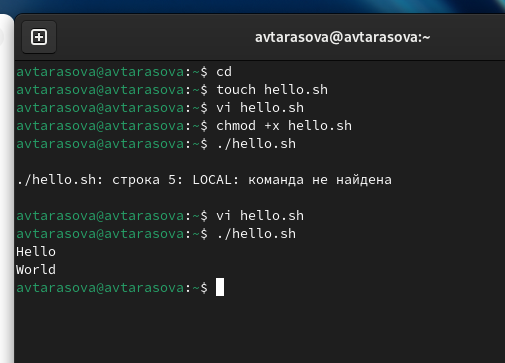 avtarasova@avtarasova:~
avtarasova@avtarasova:~$ cd
avtarasova@avtarasova:~$ touch hello.sh
avtarasova@avtarasova:~$ vi hello.sh
avtarasova@avtarasova:~$ chmod +x hello.sh
avtarasova@avtarasova:~$ ./hello.sh
./hello.sh: строка 5: LOCAL: команда не найдена
avtarasova@avtarasova:~$ vi hello.sh
avtarasova@avtarasova:~$ ./hello.sh
Hello
World
avtarasova@avtarasova:~$